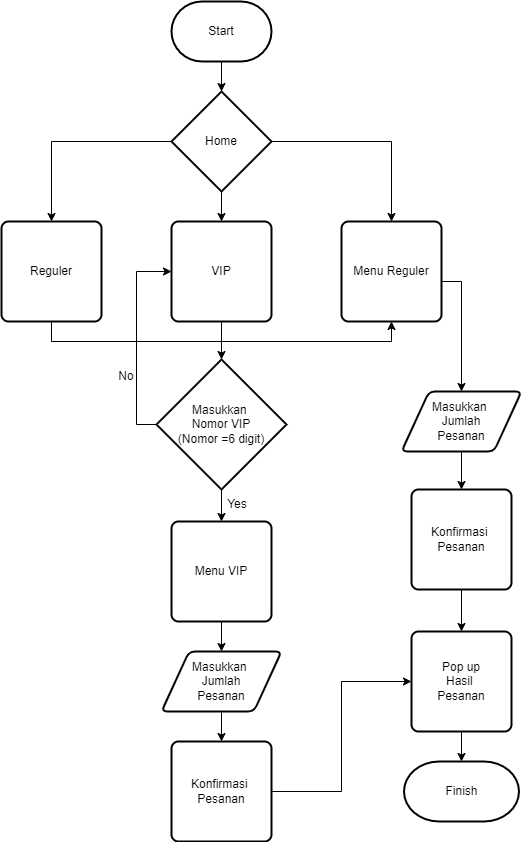 Start
Home
Reguler
VIP
Menu Reguler
No
Masukkan
Nomor VIP
(Nomor =6 digit)
Yes
Masukkan
Jumlah
Pesanan
Konfirmasi
Pesanan
Menu VIP
Masukkan
Jumlah
Pesanan
Pop up
Hasil
Pesanan
Konfirmasi
Pesanan
Finish